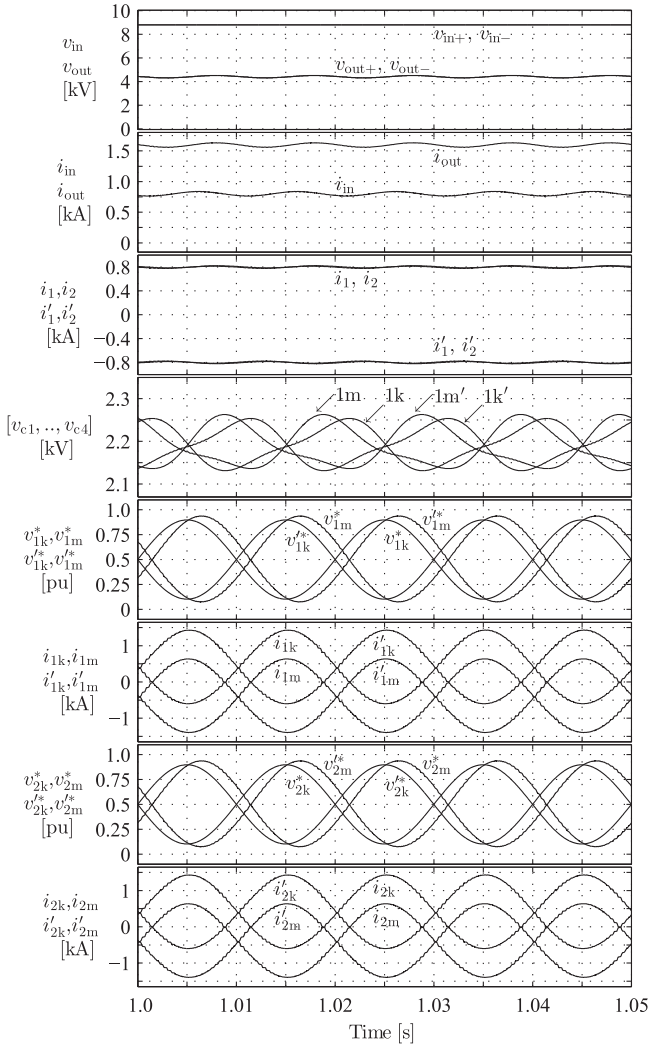 10
8
6
4
2
0
v_in
v_out
[kV]
v_in+, v_in−
v_out+, v_out−
1.5
1.0
0.5
0
i_in
i_out
[kA]
i_out
i_in
0.8
0.4
0
−0.4
−0.8
i_1,i_2
i′_1,i′_2
[kA]
i_1, i_2
i′_1, i′_2
2.3
2.2
2.1
[v_c1,..,v_c4]
[kV]
1m 1k 1m′ 1k′
1.0
0.75
0.5
0.25
0
v*_1k,v*_1m
v′*_1k,v′*_1m
[pu]
v*_1m v′*_1m
v′*_1k v*_1k
1
0
−1
i_1k,i_1m
i′_1k,i′_1m
[kA]
i_1k i′_1k
i_1m i′_1m
1.0
0.75
0.5
0.25
0
v*_2k,v*_2m
v′*_2k,v′*_2m
[pu]
v′*_2m v*_2m
v*_2k v′*_2k
1
0
−1
i_2k,i_2m
i′_2k,i′_2m
[kA]
i′_2k i_2k
i′_2m i_2m
1.0 1.01 1.02 1.03 1.04 1.05
Time [s]